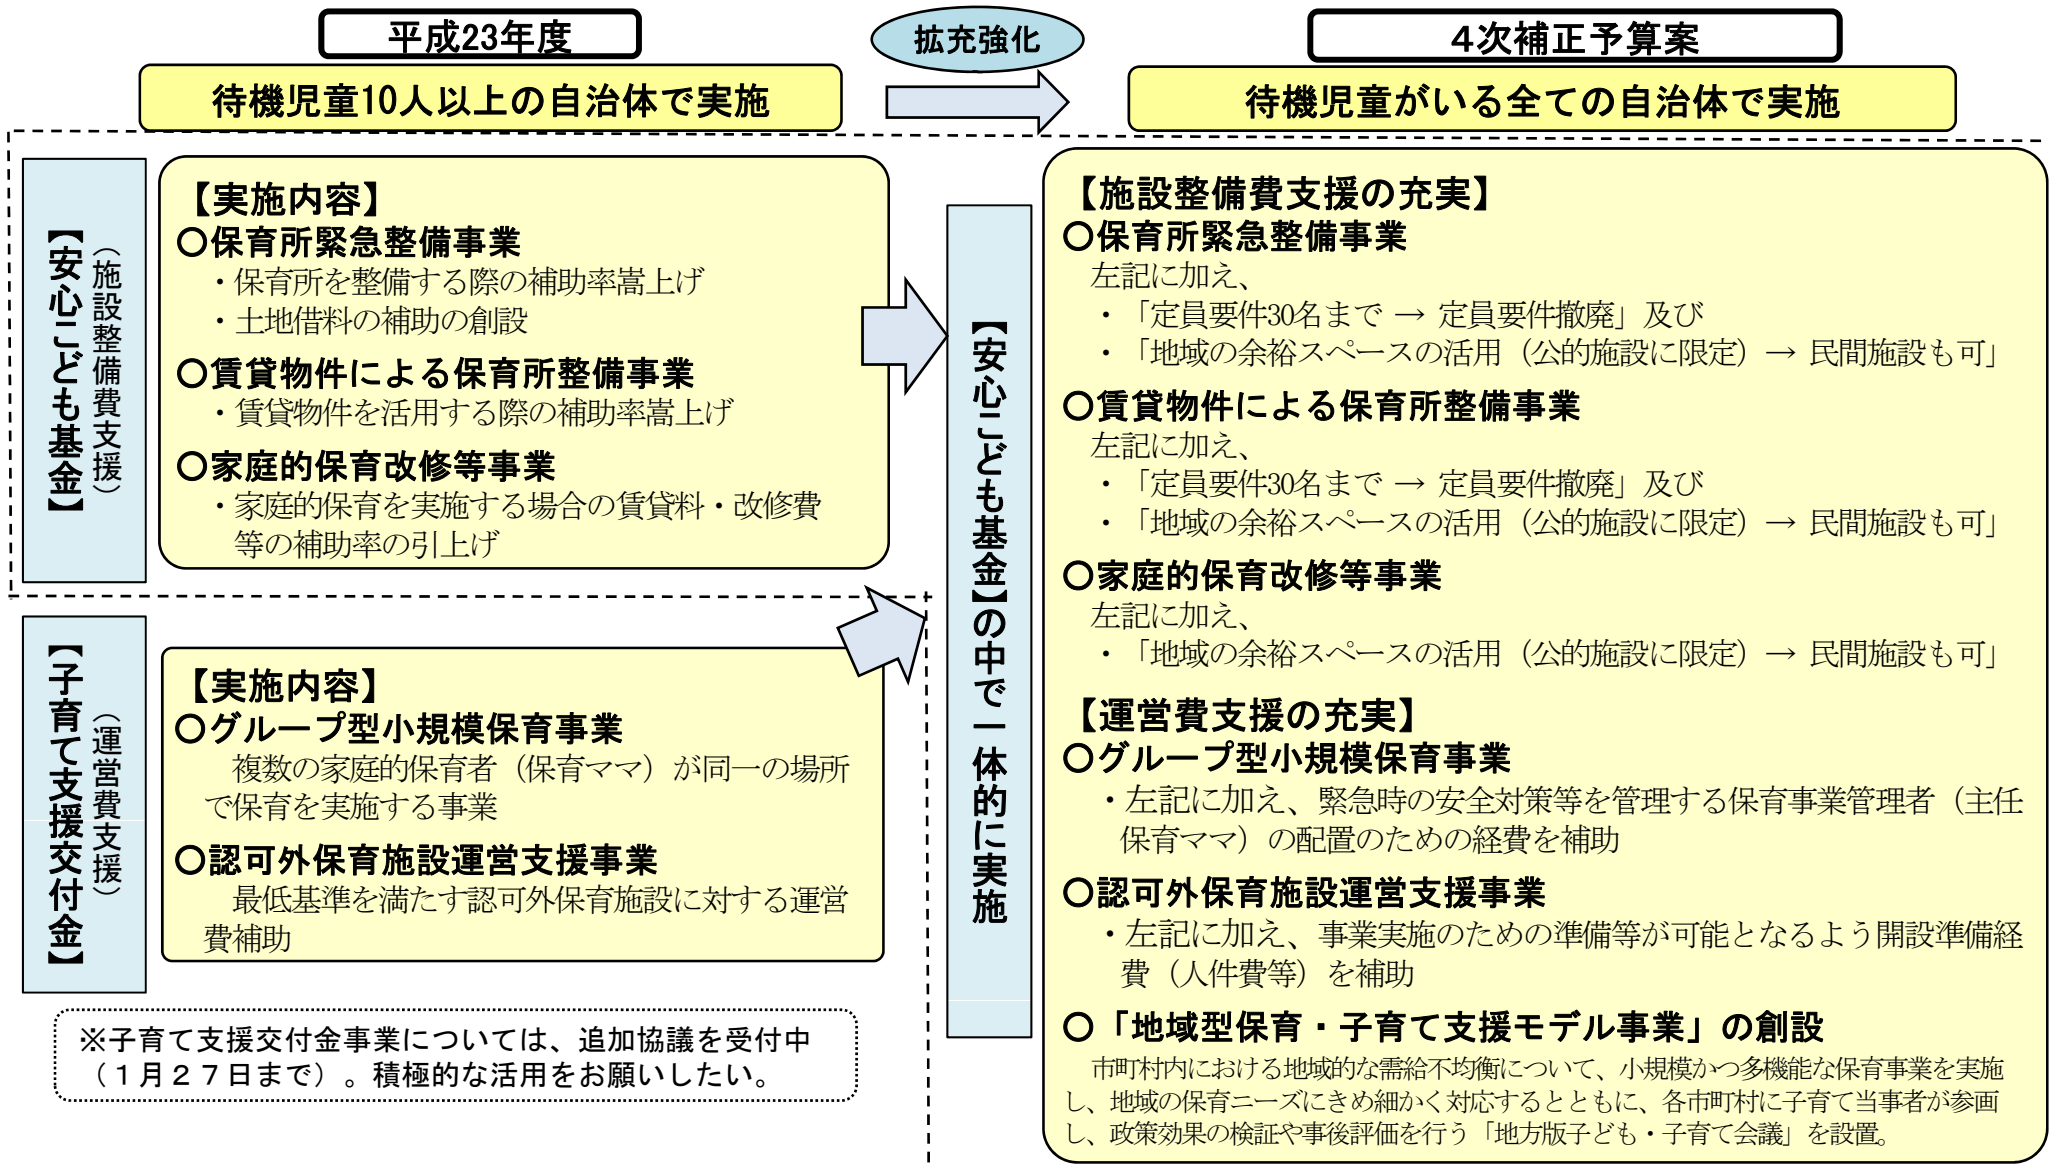 平成23年度
拡充強化
4次補正予算案
待機児童10人以上の自治体で実施
待機児童がいる全ての自治体で実施
【安心こども基金】
（施設整備費支援）
【実施内容】
○保育所緊急整備事業
・保育所を整備する際の補助率嵩上げ
・土地借料の補助の創設
○賃貸物件による保育所整備事業
・賃貸物件を活用する際の補助率嵩上げ
○家庭的保育改修等事業
・家庭的保育を実施する場合の賃貸料・改修費
等の補助率の引上げ
【子育て支援交付金】
（運営費支援）
【実施内容】
○グループ型小規模保育事業
複数の家庭的保育者（保育ママ）が同一の場所
で保育を実施する事業
○認可外保育施設運営支援事業
最低基準を満たす認可外保育施設に対する運営
費補助
※子育て支援交付金事業については、追加協議を受付中
（１月２７日まで）。積極的な活用をお願いしたい。
【安心こども基金】の中で一体的に実施
【施設整備費支援の充実】
○保育所緊急整備事業
左記に加え、
・「定員要件30名まで → 定員要件撤廃」及び
・「地域の余裕スペースの活用（公的施設に限定）→ 民間施設も可」
○賃貸物件による保育所整備事業
左記に加え、
・「定員要件30名まで → 定員要件撤廃」及び
・「地域の余裕スペースの活用（公的施設に限定）→ 民間施設も可」
○家庭的保育改修等事業
左記に加え、
・「地域の余裕スペースの活用（公的施設に限定）→ 民間施設も可」
【運営費支援の充実】
○グループ型小規模保育事業
・左記に加え、緊急時の安全対策等を管理する保育事業管理者（主任
保育ママ）の配置のための経費を補助
○認可外保育施設運営支援事業
・左記に加え、事業実施のための準備等が可能となるよう開設準備経
費（人件費等）を補助
○「地域型保育・子育て支援モデル事業」の創設
市町村内における地域的な需給不均衡について、小規模かつ多機能な保育事業を実施
し、地域の保育ニーズにきめ細かく対応するとともに、各市町村に子育て当事者が参画
し、政策効果の検証や事後評価を行う「地方版子ども・子育て会議」を設置。